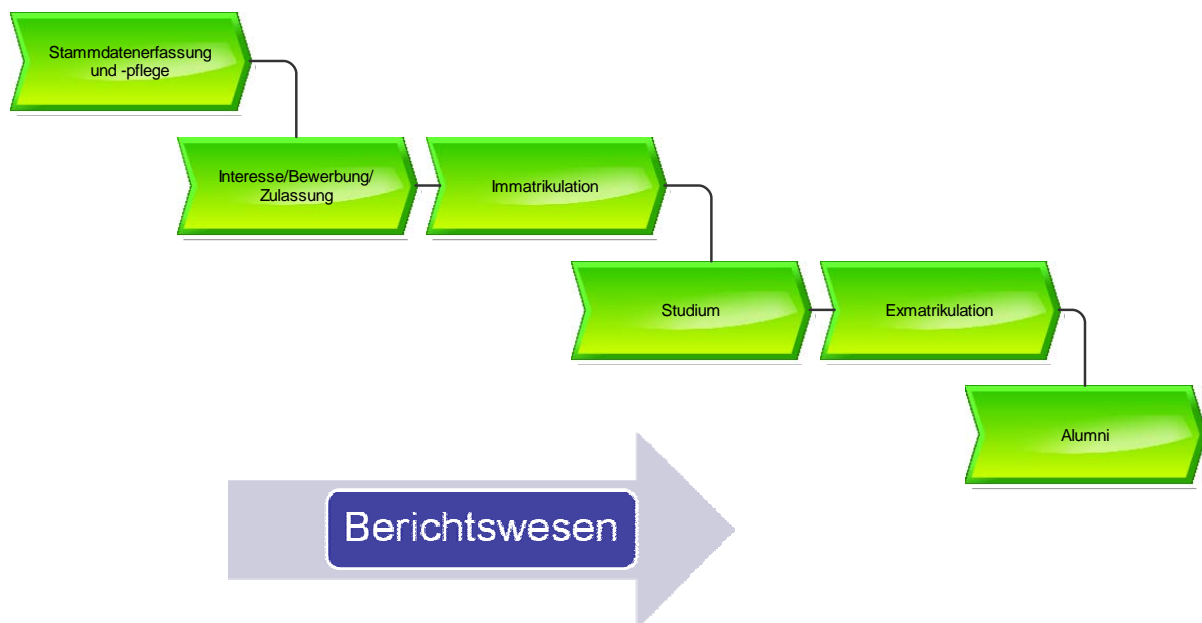 Stammdatenerfassung
und -pflege
Interesse/Bewerbung/
Zulassung
Immatrikulation
Studium
Exmatrikulation
Alumni
Berichtswesen